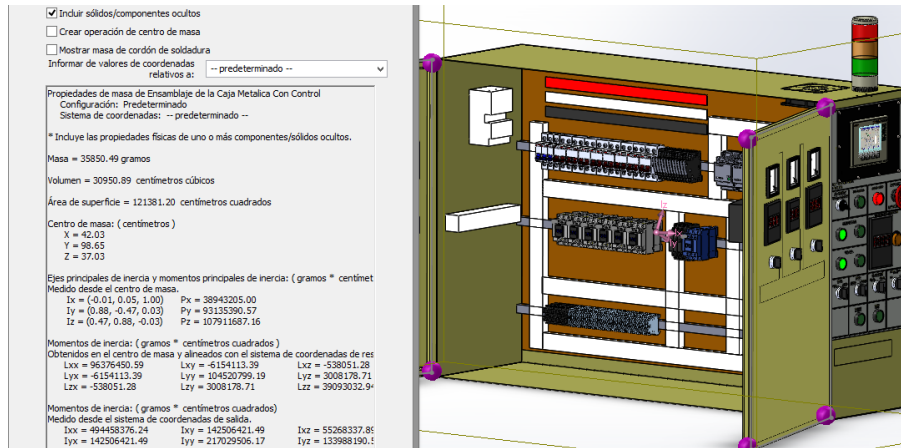 Incluir sólidos/componentes ocultos
Crear operación de centro de masa
Mostrar masa de cordón de soldadura
Informar de valores de coordenadas
relativos a: -- predeterminado --
Propiedades de masa de Ensamblaje de la Caja Metalica Con Control
Configuración: Predeterminado
Sistema de coordenadas: -- predeterminado --
* Incluye las propiedades físicas de uno o más componentes/sólidos ocultos.
Masa = 35850.49 gramos
Volumen = 30950.89 centímetros cúbicos
Área de superficie = 121381.20 centímetros cuadrados
Centro de masa: ( centímetros )
X = 42.03
Y = 98.65
Z = 37.03
Ejes principales de inercia y momentos principales de inercia: ( gramos * centímet
Medido desde el centro de masa.
Ix = (-0.01, 0.05, 1.00) Px = 38943205.00
Iy = (0.88, -0.47, 0.03) Py = 93135390.57
Iz = (0.47, 0.88, -0.03) Pz = 107911687.16
Momentos de inercia: ( gramos * centímetros cuadrados )
Obtenidos en el centro de masa y alineados con el sistema de coordenadas de res
Lxx = 96376450.59 Lxy = -6154113.39 Lxz = -538051.28
Lyx = -6154113.39 Lyy = 104520799.19 Lyz = 3008178.71
Lzx = -538051.28 Lzy = 3008178.71 Lzz = 39093032.94
Momentos de inercia: ( gramos * centímetros cuadrados)
Medido desde el sistema de coordenadas de salida.
Ixx = 494458376.24 Ixy = 142506421.49 Ixz = 55268337.89
Iyx = 142506421.49 Iyy = 217029506.17 Iyz = 133988190.5
Iz